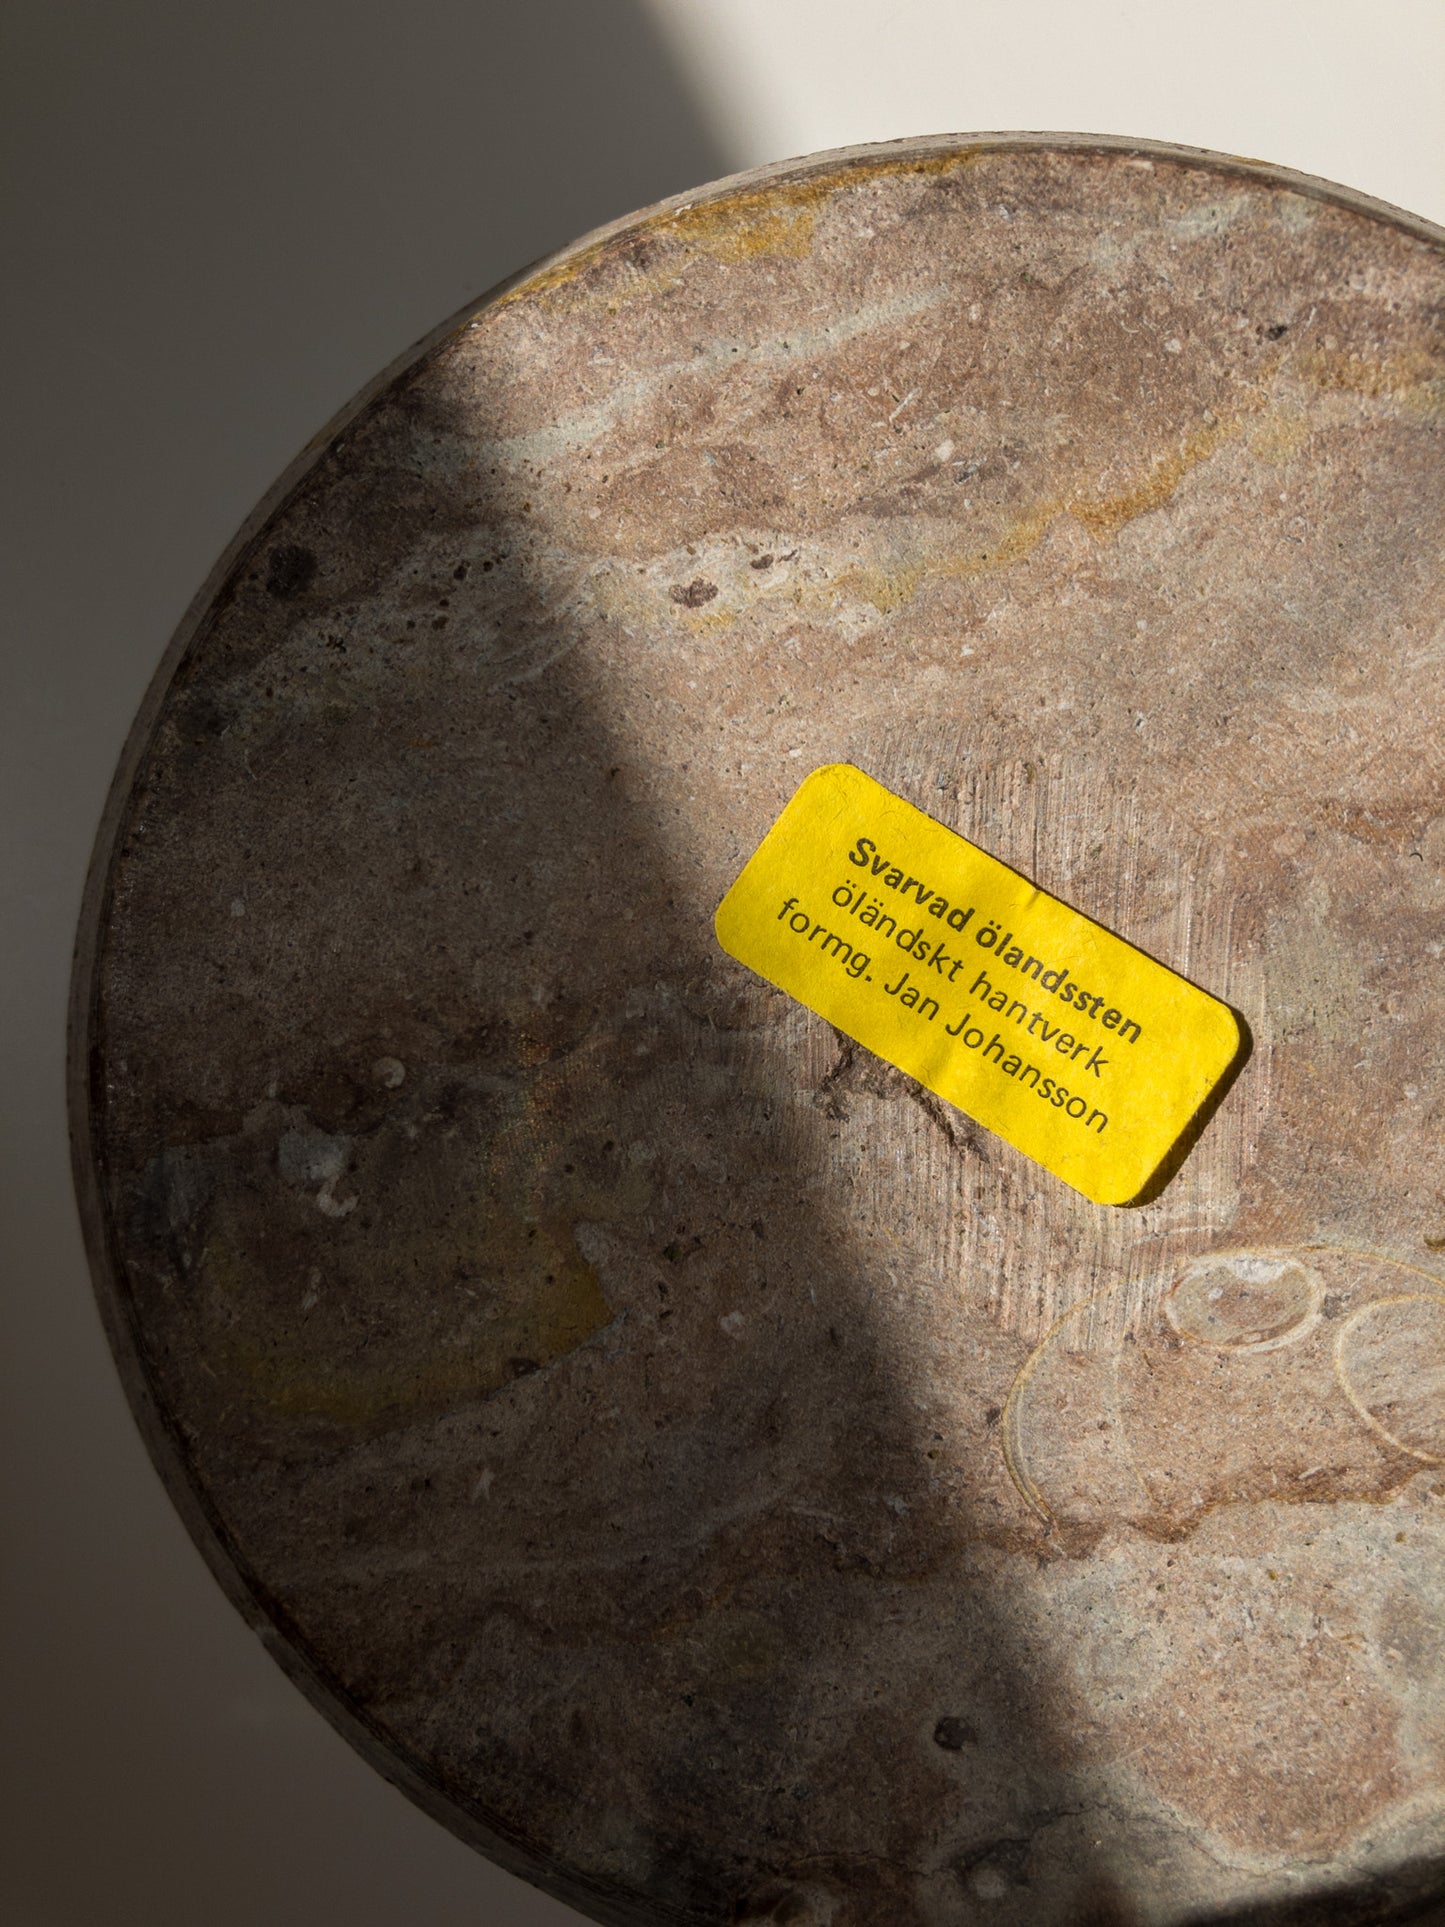 Svarvad ölandssten
öländskt hantverk
formg. Jan Johansson